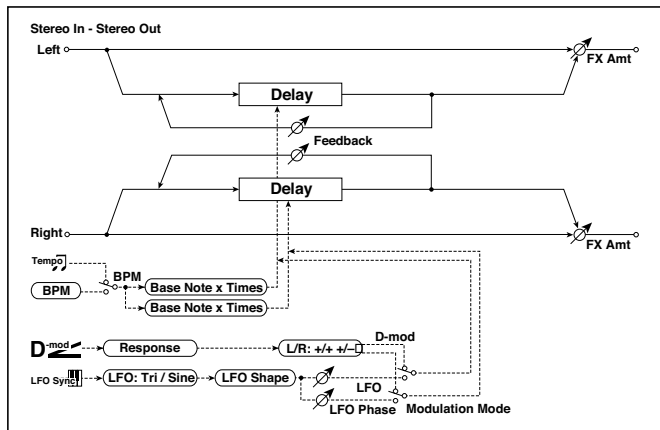 Stereo In - Stereo Out
Left
FX Amt
Delay
Feedback
Delay
Right
FX Amt
Tempo
BPM
BPM
Base Note x Times
Base Note x Times
D-mod
D-mod
Response
L/R: +/+ +/–
LFO Sync
LFO: Tri / Sine
LFO Shape
LFO
LFO Phase
Modulation Mode